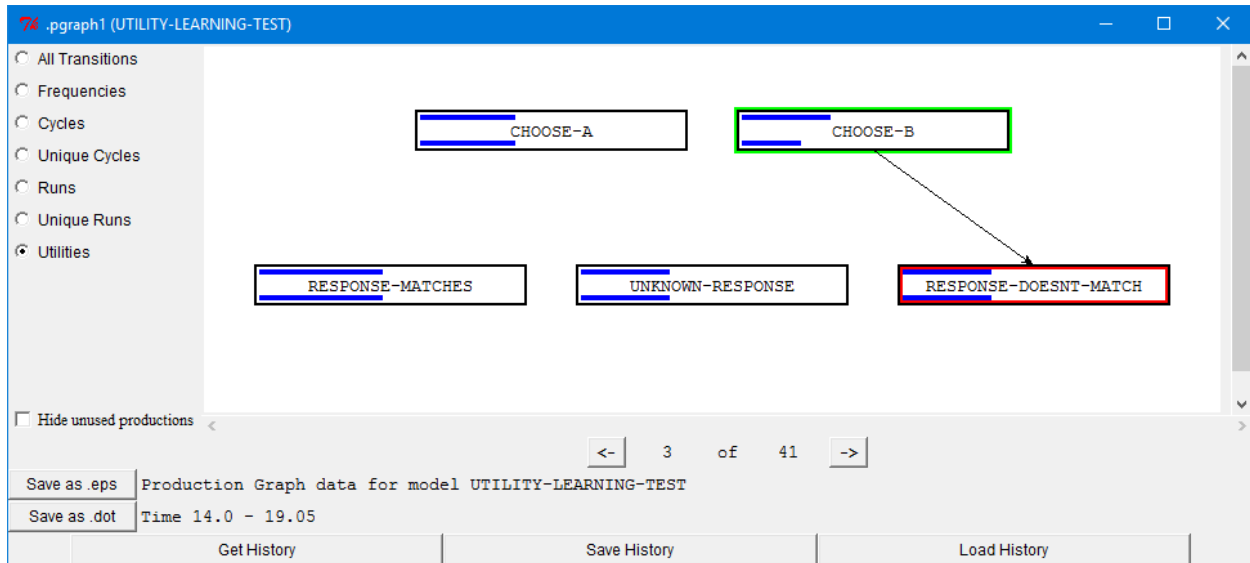 .pgraph1 (UTILITY-LEARNING-TEST)
All Transitions
Frequencies
Cycles
Unique Cycles
Runs
Unique Runs
Utilities
CHOOSE-A
CHOOSE-B
RESPONSE-MATCHES
UNKNOWN-RESPONSE
RESPONSE-DOESNT-MATCH
Hide unused productions
<- 3 of 41 ->
Save as .eps Production Graph data for model UTILITY-LEARNING-TEST
Save as .dot Time 14.0 - 19.05
Get History Save History Load History